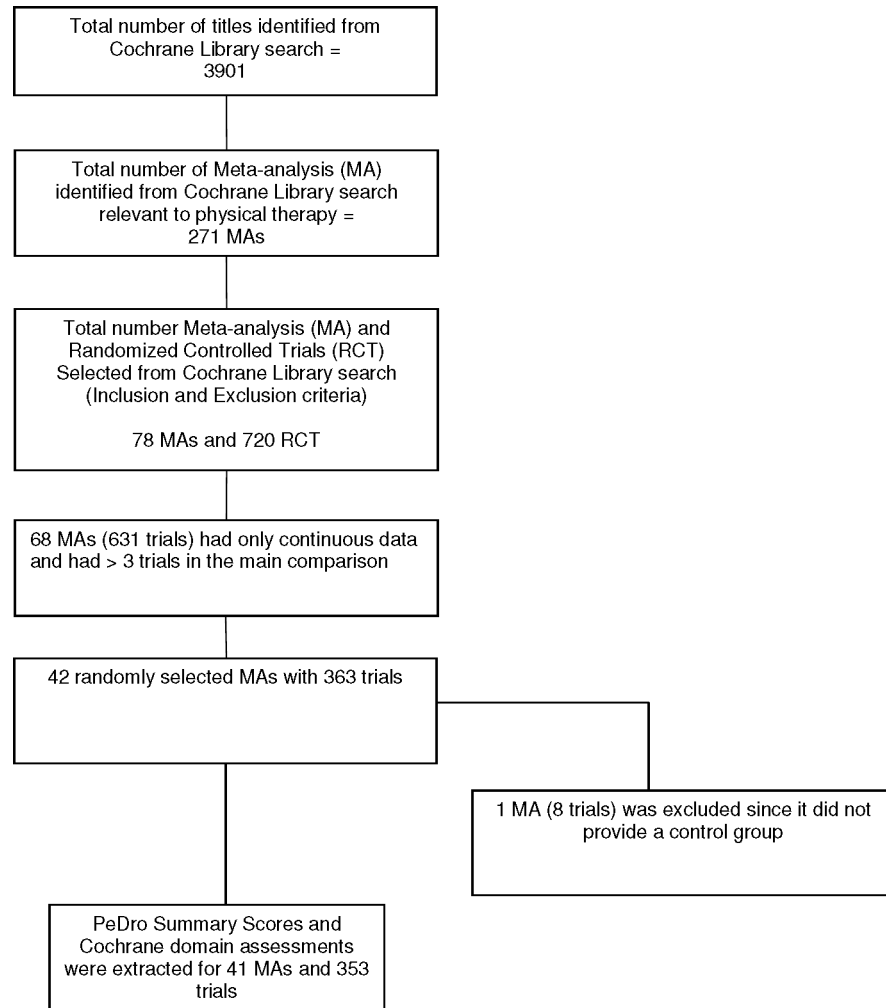 Total number of titles identified from
Cochrane Library search =
3901
Total number of Meta-analysis (MA)
identified from Cochrane Library search
relevant to physical therapy =
271 MAs
Total number Meta-analysis (MA) and
Randomized Controlled Trials (RCT)
Selected from Cochrane Library search
(Inclusion and Exclusion criteria)
78 MAs and 720 RCT
68 MAs (631 trials) had only continuous data
and had > 3 trials in the main comparison
42 randomly selected MAs with 363 trials
1 MA (8 trials) was excluded since it did not
provide a control group
PeDro Summary Scores and
Cochrane domain assessments
were extracted for 41 MAs and 353
trials